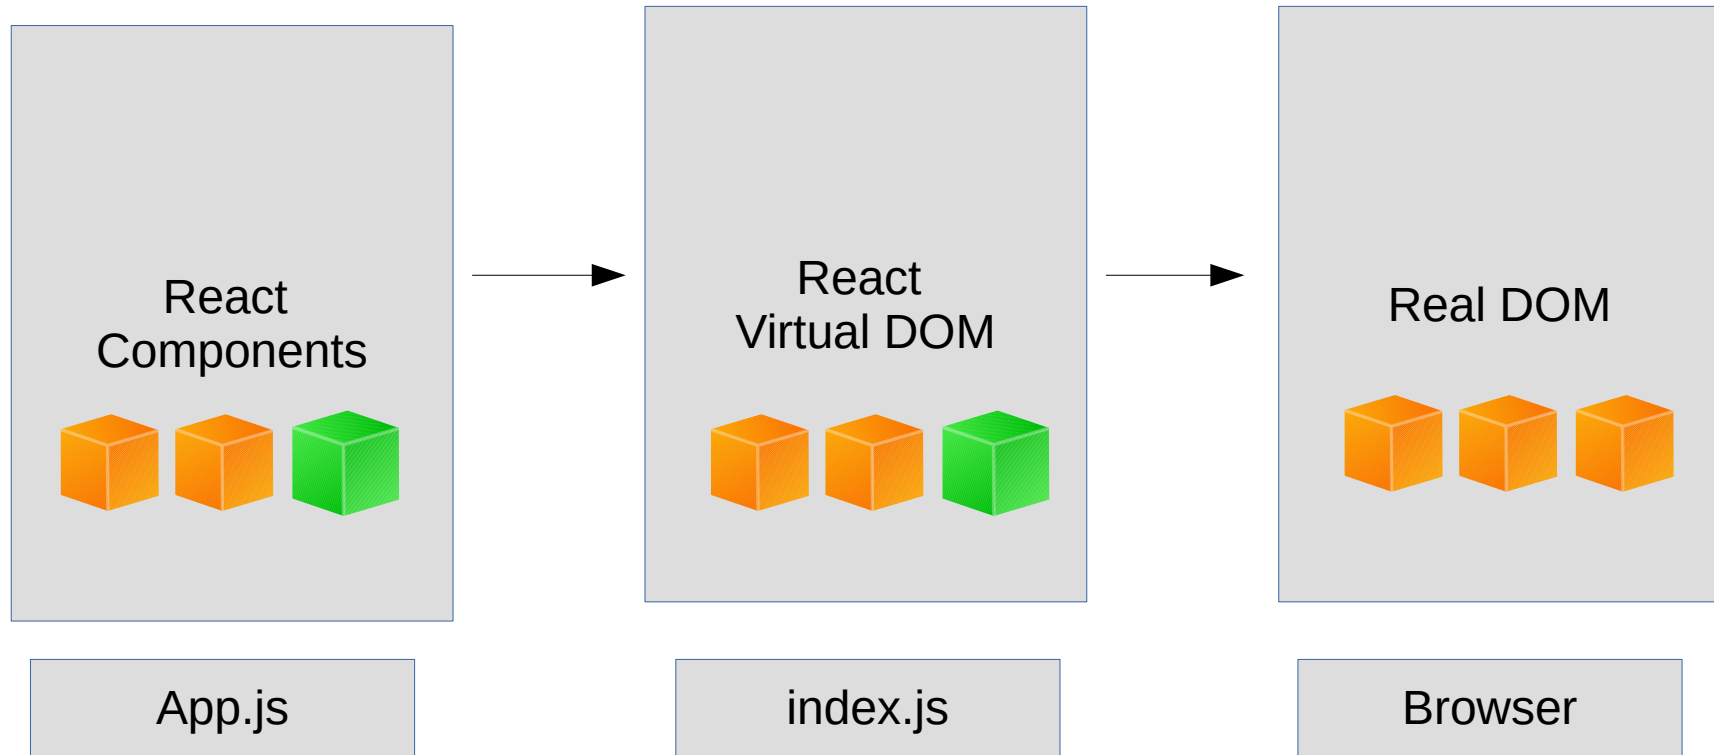 React
Components
React
Virtual DOM
Real DOM
App.js
index.js
Browser